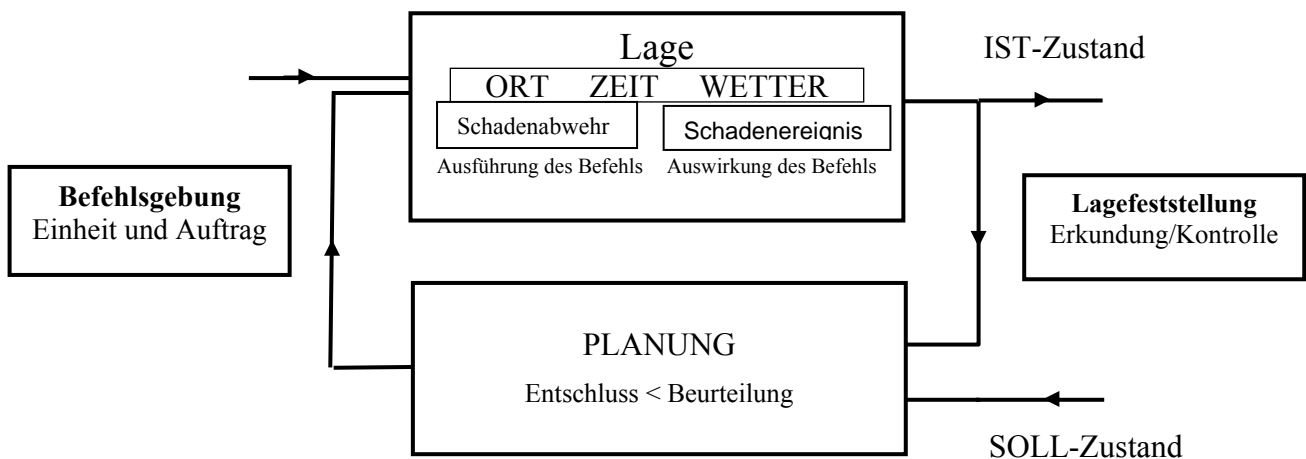 Lage
IST-Zustand
ORT ZEIT WETTER
Schadenabwehr
Schadenereignis
Ausführung des Befehls
Auswirkung des Befehls
Befehlsgebung
Einheit und Auftrag
Lagefeststellung
Erkundung/Kontrolle
PLANUNG
Entschluss < Beurteilung
SOLL-Zustand